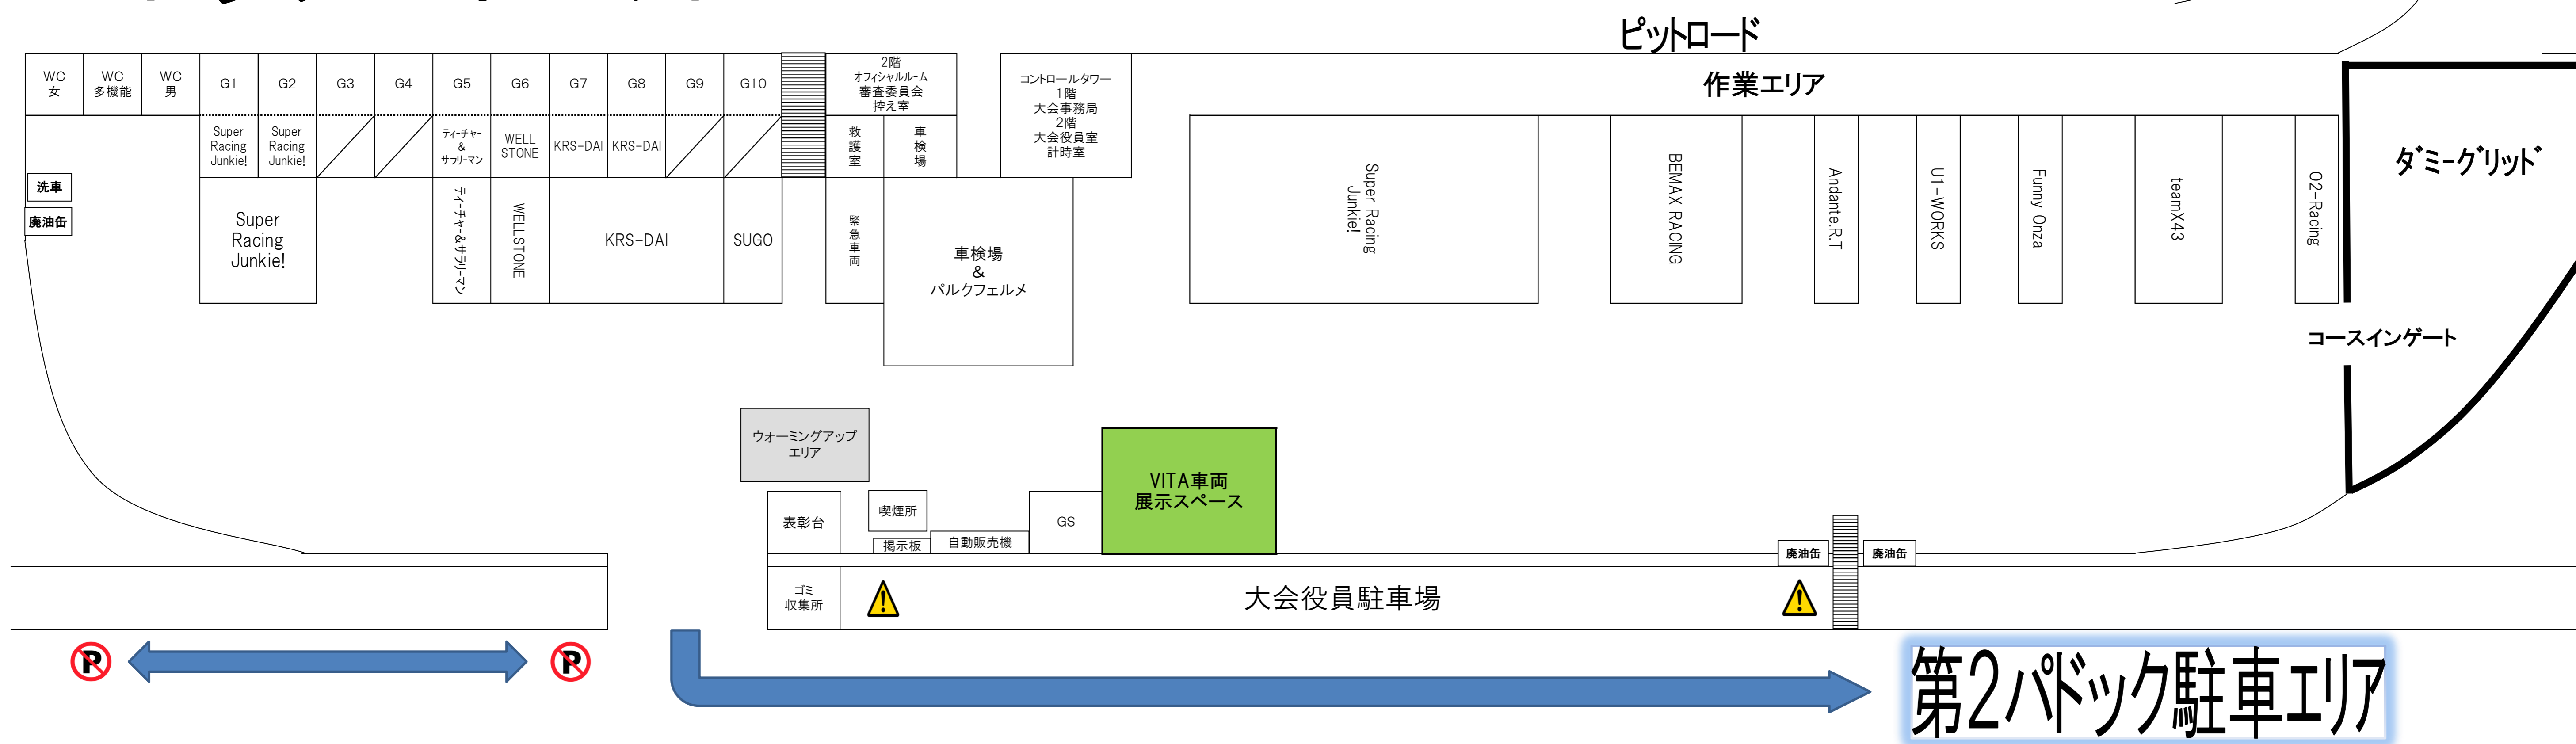 ピットロード
作業エリア
WC
女
WC
多機能
WC
男
G1
G2
G3
G4
G5
G6
G7
G8
G9
G10
2階
オフィシャルルーム
審査委員会
控え室
コントロールタワー
1階
大会事務局
2階
大会役員室
計時室
Super
Racing
Junkie!
Super
Racing
Junkie!
ティーチャー
&
サラリーマン
WELL
STONE
KRS-DAI
KRS-DAI
救護室
車検場
洗車
廃油缶
Super
Racing
Junkie!
ティーチャー&サラリーマン
WELLSTONE
KRS-DAI
SUGO
緊急車両
車検場
&
パルクフェルメ
Super Racing
Junkie!
BEMAX RACING
Andante.R.T
U1-WORKS
Funny Onza
teamX43
O2-Racing
ダミーグリッド
コースインゲート
ウォーミングアップ
エリア
VITA車両
展示スペース
表彰台
喫煙所
掲示板
自動販売機
GS
廃油缶
廃油缶
ゴミ
収集所
大会役員駐車場
P
P
第2パドック駐車エリア